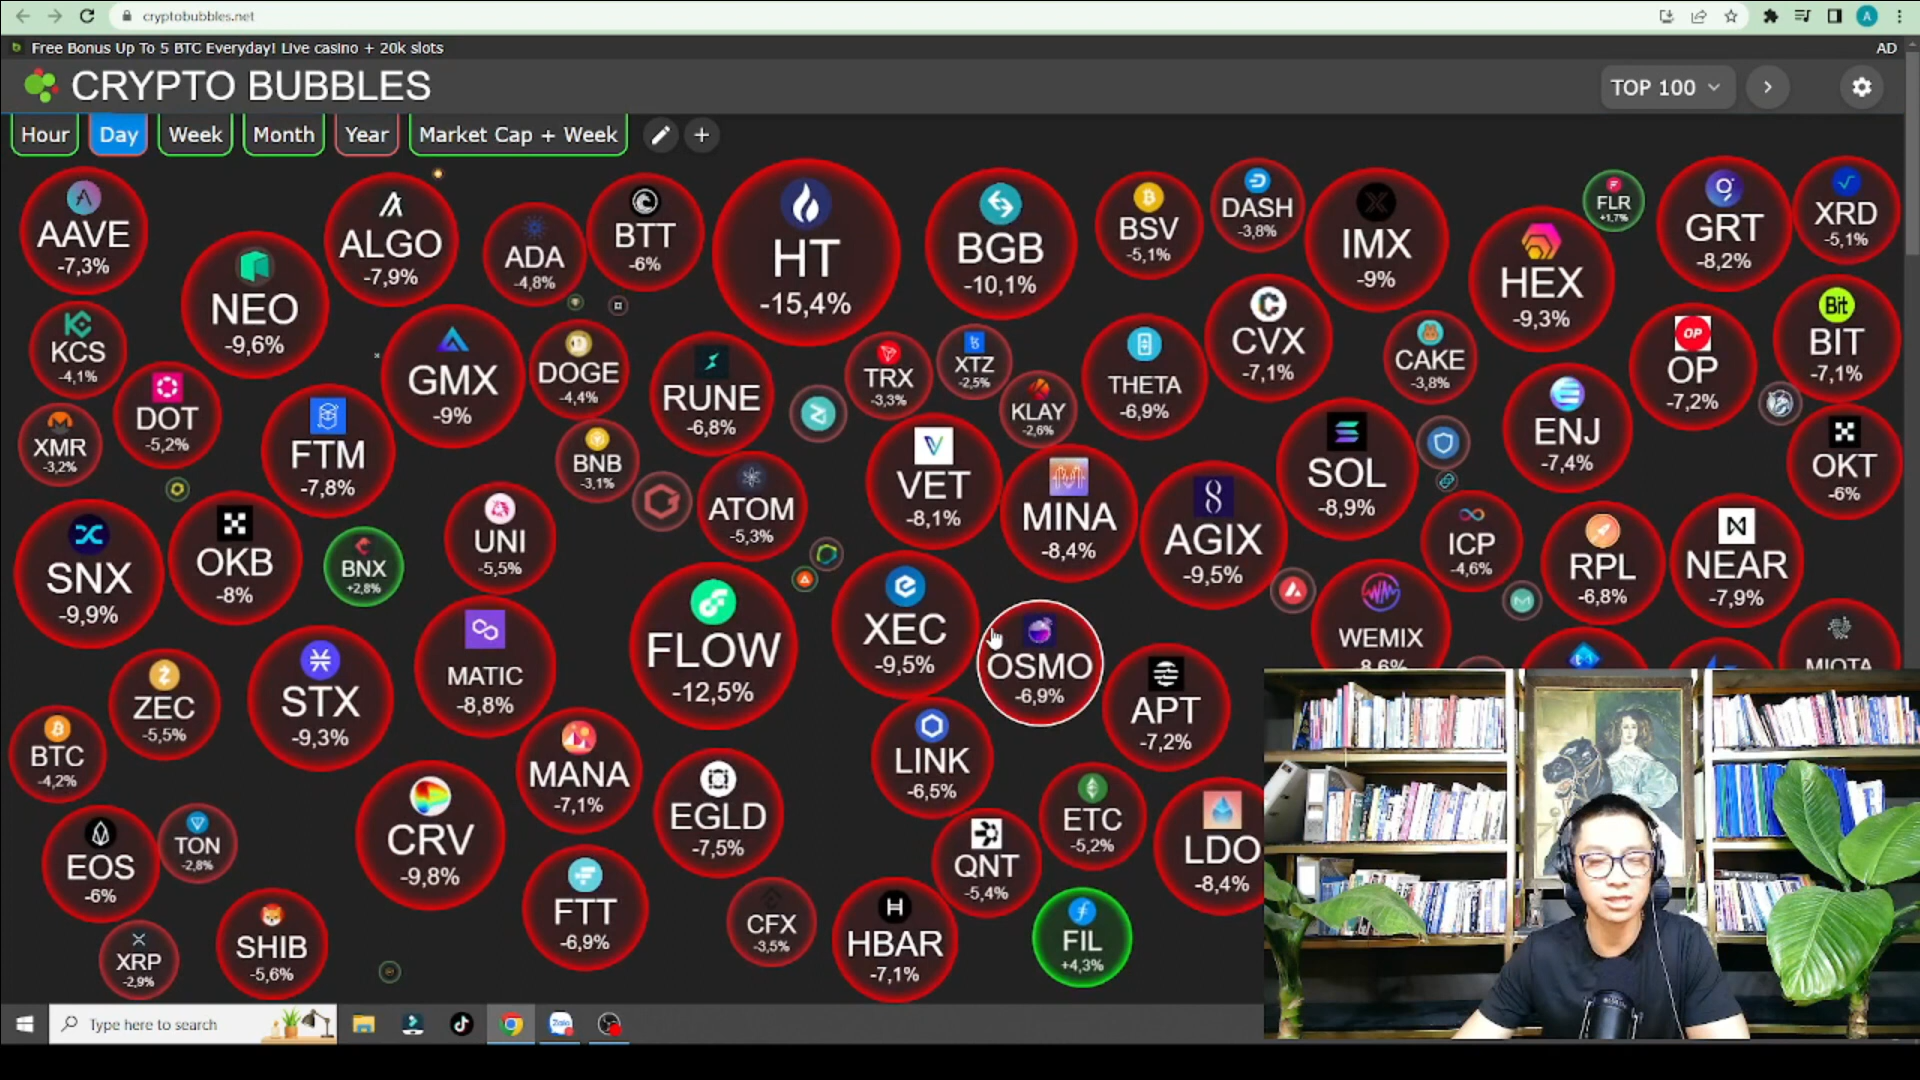 cryptobubbles.net
A
Free Bonus Up To 5 BTC Everyday! Live casino + 20k slots
AD
CRYPTO BUBBLES
TOP 100
Hour
Day
Week
Month
Year
Market Cap + Week
AAVE
-7,3%
NEO
-9,6%
ALGO
-7,9%
ADA
-4,8%
BTT
-6%
HT
-15,4%
BGB
-10,1%
BSV
-5,1%
DASH
-3,8%
IMX
-9%
HEX
-9,3%
FLR
+1,7%
GRT
-8,2%
XRD
-5,1%
KCS
-4,1%
DOT
-5,2%
XMR
-3,2%
FTM
-7,8%
GMX
-9%
DOGE
-4,4%
BNB
-3,1%
RUNE
-6,8%
TRX
-3,3%
XTZ
-2,5%
KLAY
-2,6%
THETA
-6,9%
CVX
-7,1%
CAKE
-3,8%
OP
OP
-7,2%
Bit
BIT
-7,1%
ENJ
-7,4%
OKT
-6%
SNX
-9,9%
OKB
-8%
BNX
+2,8%
UNI
-5,5%
ATOM
-5,3%
VET
-8,1%
MINA
-8,4%
AGIX
-9,5%
SOL
-8,9%
ICP
-4,6%
RPL
-6,8%
NEAR
-7,9%
MATIC
-8,8%
FLOW
-12,5%
XEC
-9,5%
OSMO
-6,9%
WEMIX
8,6%
MIOTA
ZEC
-5,5%
STX
-9,3%
BTC
-4,2%
MANA
-7,1%
LINK
-6,5%
APT
-7,2%
EOS
-6%
TON
-2,8%
CRV
-9,8%
EGLD
-7,5%
ETC
-5,2%
QNT
-5,4%
LDO
-8,4%
XRP
-2,9%
SHIB
-5,6%
FTT
-6,9%
CFX
-3,5%
HBAR
-7,1%
FIL
+4,3%
Type here to search
Zalo